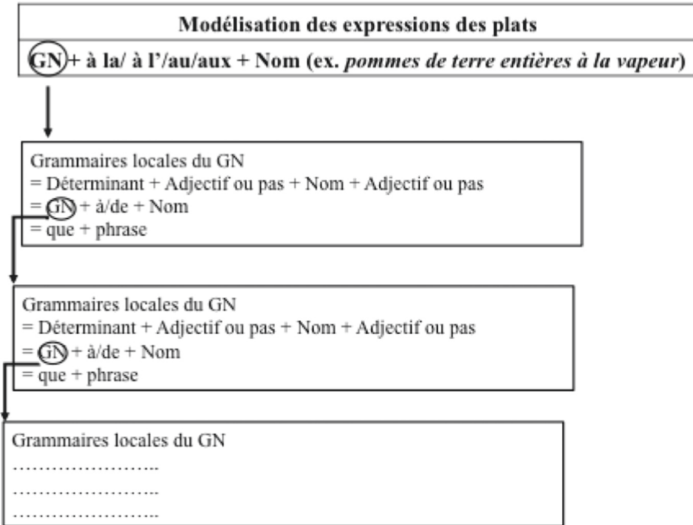 Modélisation des expressions des plats
GN + à la/ à l'/au/aux + Nom (ex. pommes de terre entières à la vapeur)
Grammaires locales du GN
= Déterminant + Adjectif ou pas + Nom + Adjectif ou pas
= GN + à/de + Nom
= que + phrase
Grammaires locales du GN
= Déterminant + Adjectif ou pas + Nom + Adjectif ou pas
= GN + à/de + Nom
= que + phrase
Grammaires locales du GN
……………………..
……………………..
……………………..